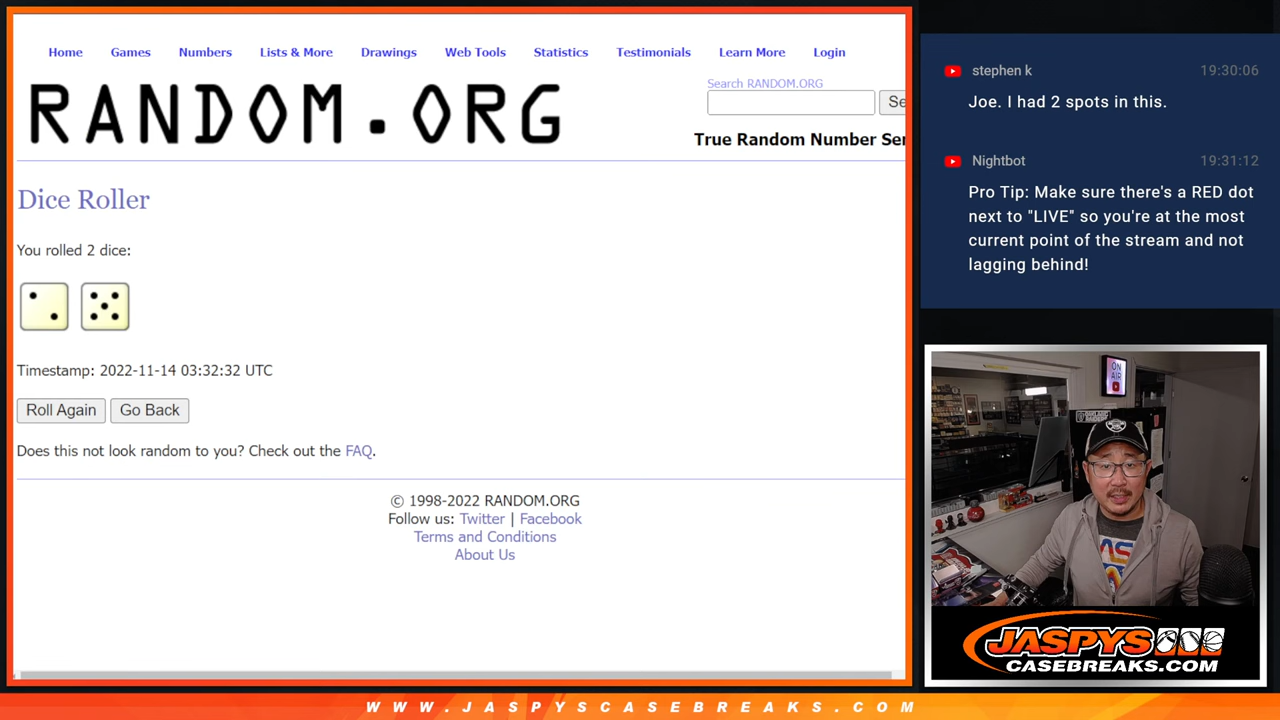 Home Games Numbers Lists & More Drawings Web Tools Statistics Testimonials Learn More Login
RANDOM.ORG
Search RANDOM.ORG
Se
True Random Number Ser
Dice Roller
You rolled 2 dice:
Timestamp: 2022-11-14 03:32:32 UTC
Roll Again Go Back
Does this not look random to you? Check out the FAQ.
© 1998-2022 RANDOM.ORG
Follow us: Twitter | Facebook
Terms and Conditions
About Us
stephen k 19:30:06
Joe. I had 2 spots in this.
Nightbot 19:31:12
Pro Tip: Make sure there's a RED dot
next to "LIVE" so you're at the most
current point of the stream and not
lagging behind!
ON
AIR
JASPYS
CASEBREAKS.COM
WWW.JASPYSCASEBREAKS.COM